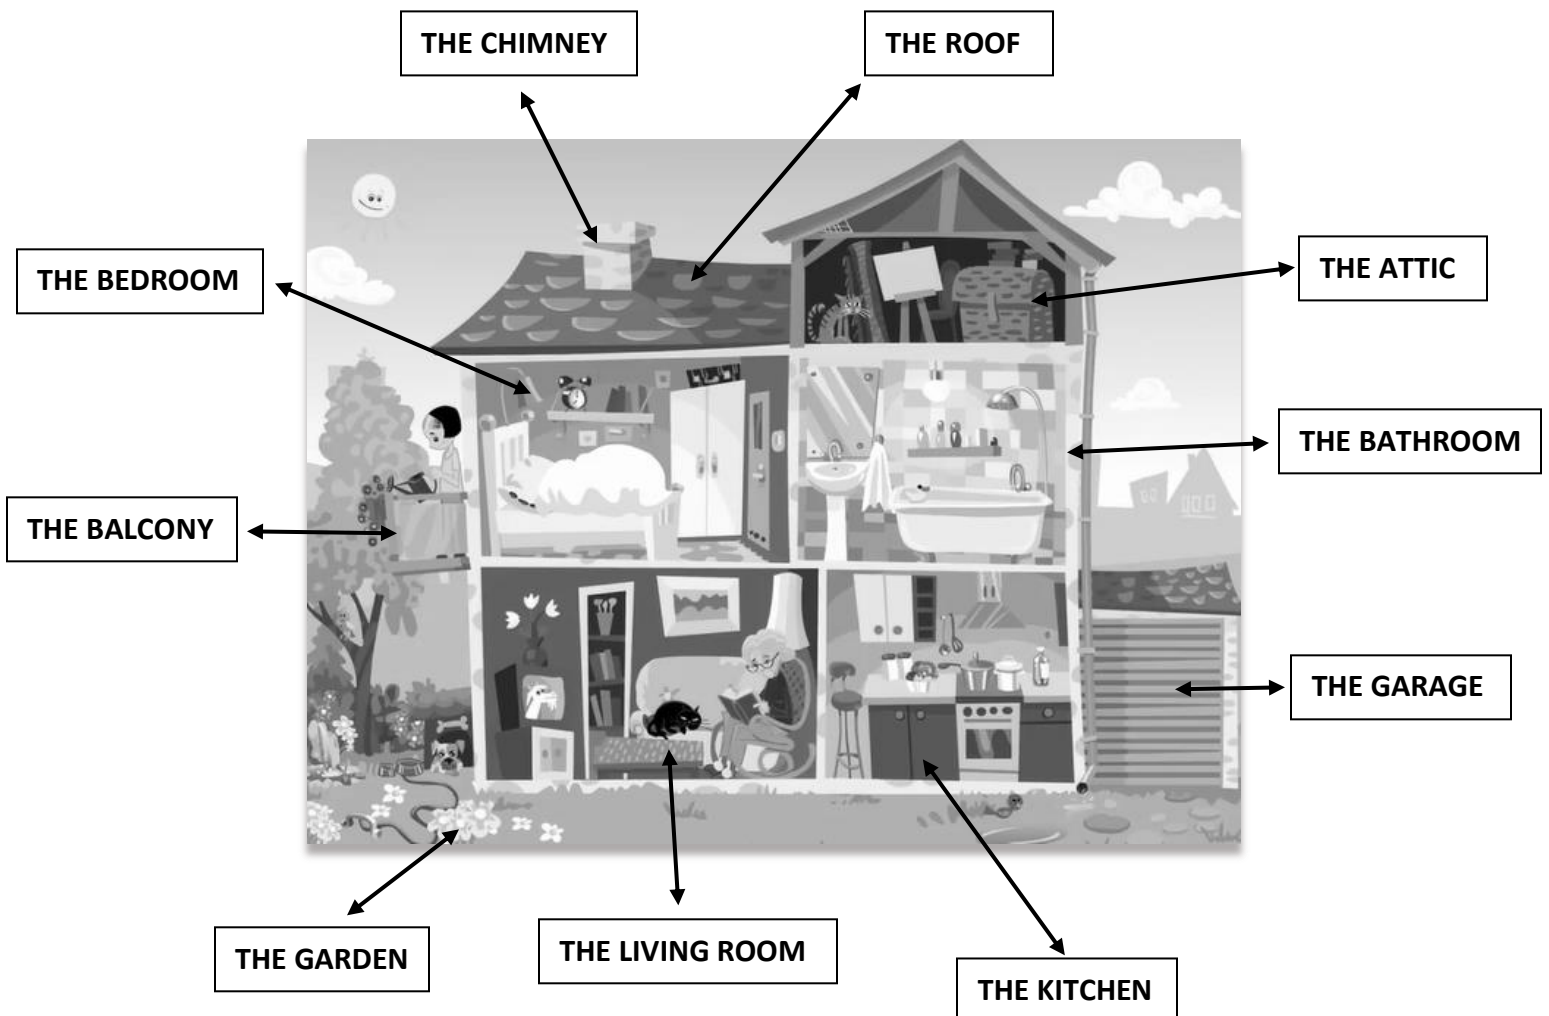 THE CHIMNEY
THE ROOF
THE BEDROOM
THE ATTIC
THE BATHROOM
THE BALCONY
THE GARAGE
THE GARDEN
THE LIVING ROOM
THE KITCHEN